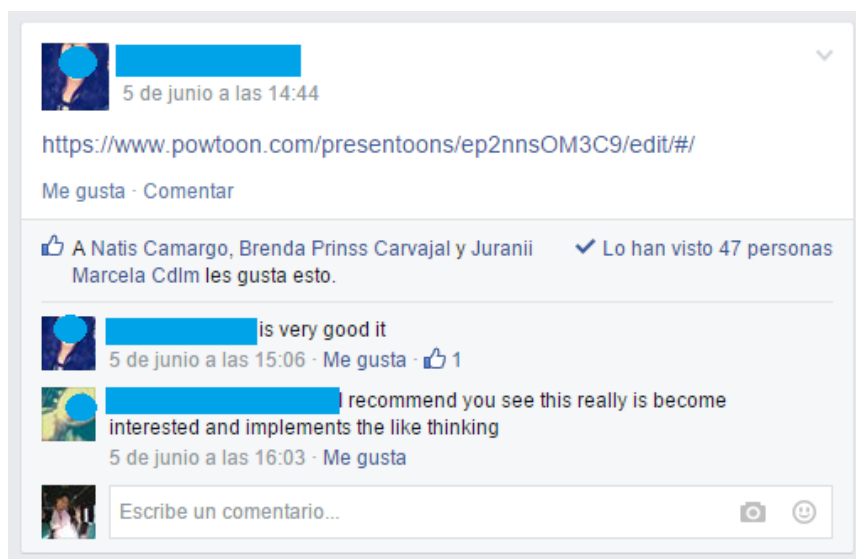 5 de junio a las 14:44
https://www.powtoon.com/presentoons/ep2nnsOM3C9/edit/#/
Me gusta · Comentar
A Natis Camargo, Brenda Prinss Carvajal y Juranii Marcela Cdlm les gusta esto.
Lo han visto 47 personas
is very good it
5 de junio a las 15:06 · Me gusta · 1
I recommend you see this really is become
interested and implements the like thinking
5 de junio a las 16:03 · Me gusta
Escribe un comentario...